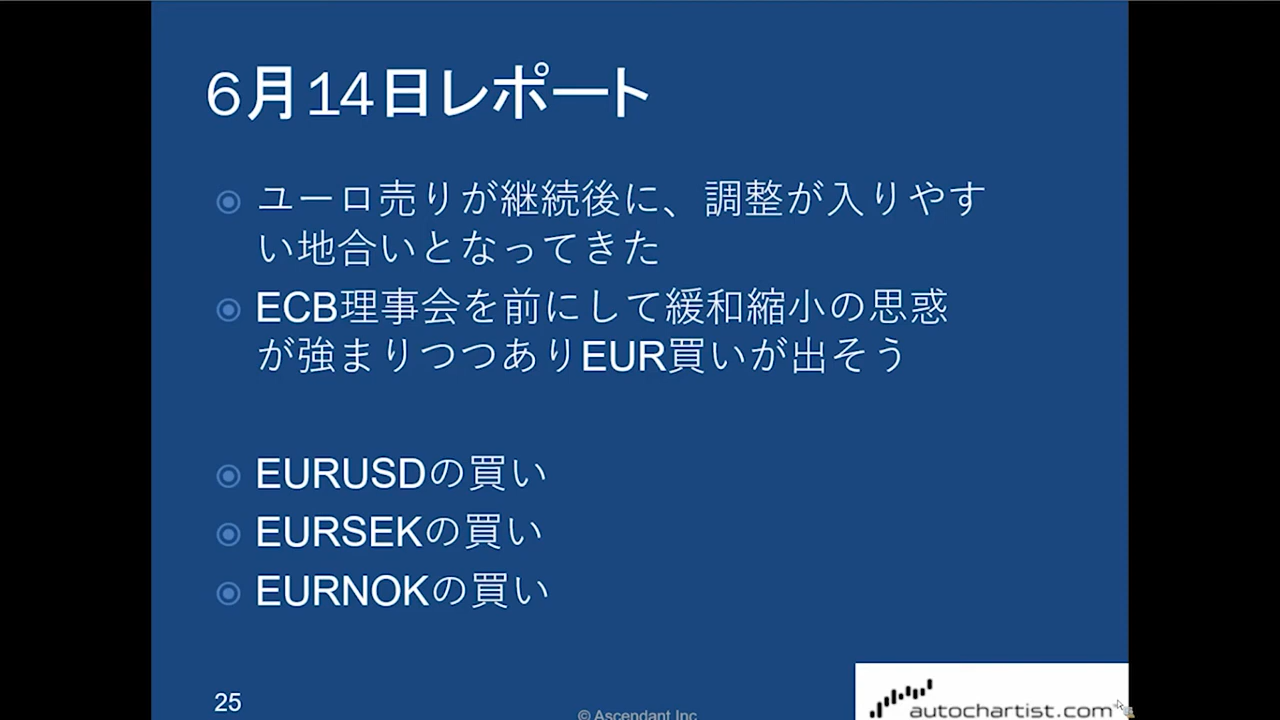 6月14日レポート
ユーロ売りが継続後に、調整が入りやす
い地合いとなってきた
ECB理事会を前にして緩和縮小の思惑
が強まりつつありEUR買いが出そう
EURUSDの買い
EURSEKの買い
EURNOKの買い
25
© Ascendant Inc
autochartist.com